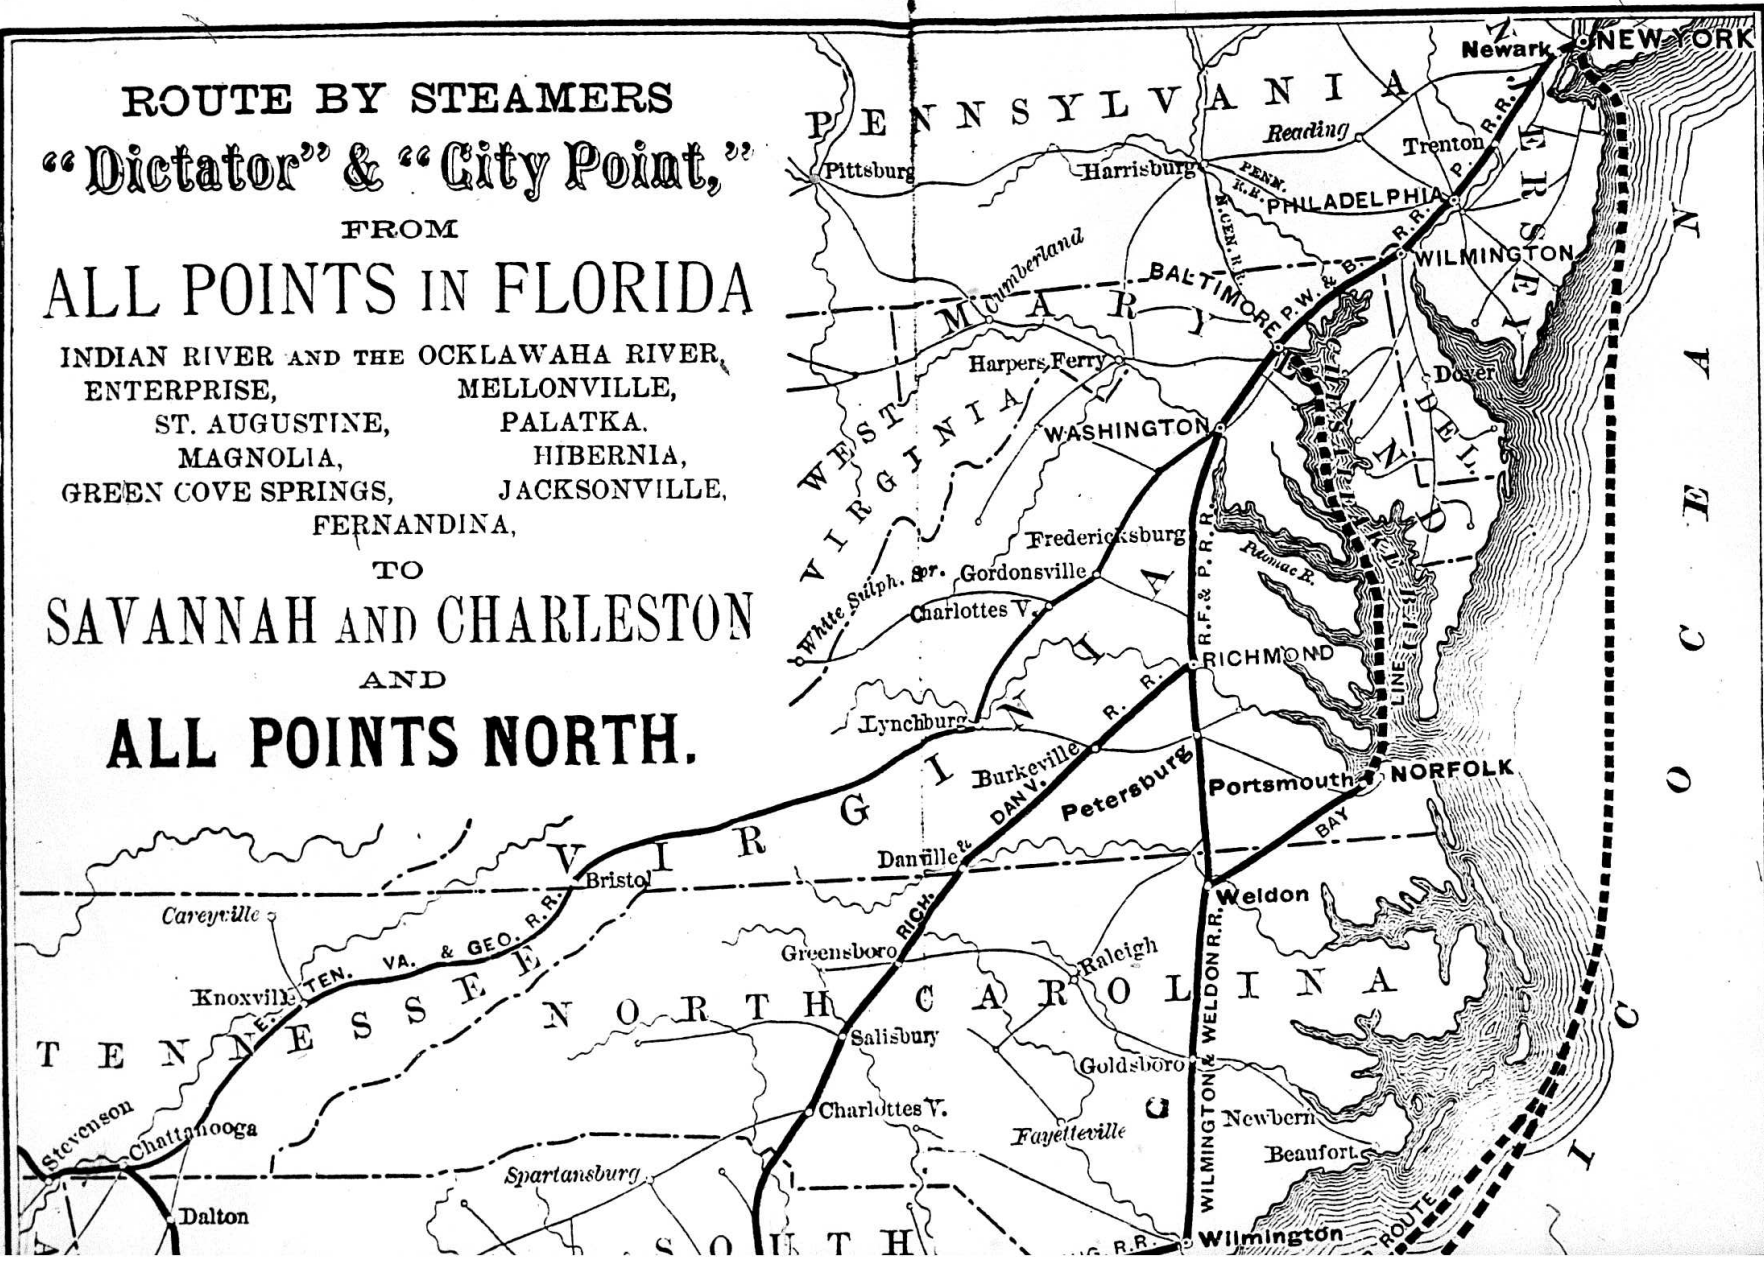 ROUTE BY STEAMERS
“Dictator” & “City Point,”
FROM
ALL POINTS IN FLORIDA
INDIAN RIVER AND THE OCKLAWAHA RIVER,
ENTERPRISE, MELLONVILLE,
ST. AUGUSTINE, PALATKA.
MAGNOLIA, HIBERNIA,
GREEN COVE SPRINGS, JACKSONVILLE,
FERNANDINA,
TO
SAVANNAH AND CHARLESTON
AND
ALL POINTS NORTH.
NEW YORK
Newark
PENNSYLVANIA
N. JERSEY
Reading
Trenton
P. R.R.
Pittsburg
Harrisburg
PENN. R.R.
PHILADELPHIA
N. CEN. R.R.
WILMINGTON
P. W. & B. R.R.
Cumberland
BALTIMORE
MARYLAND
Harpers Ferry
Dover
DEL.
WEST VIRGINIA
WASHINGTON
CHESAPEAKE
Fredericksburg
Potomac R.
White Sulph. Spr.
Gordonsville
Charlottes V.
R.F. & P. R.R.
RICHMOND
LINE
Lynchburg
Burkeville
Petersburg
Portsmouth
NORFOLK
BAY
VIRGINIA
RICH. & DANV. R. R.
Danville
Bristol
Weldon
Careyville
TEN. VA. & GEO. R.R.
Greensboro
Raleigh
Knoxville
E.
TENNESSEE
NORTH CAROLINA
Salisbury
Goldsboro
WILMINGTON & WELDON R.R.
Charlottes V.
Newbern
Fayetteville
Beaufort
Stevenson
Chattanooga
Spartansburg
Dalton
SOUTH
G. R.R.
Wilmington
ROUTE
OCEAN
I C